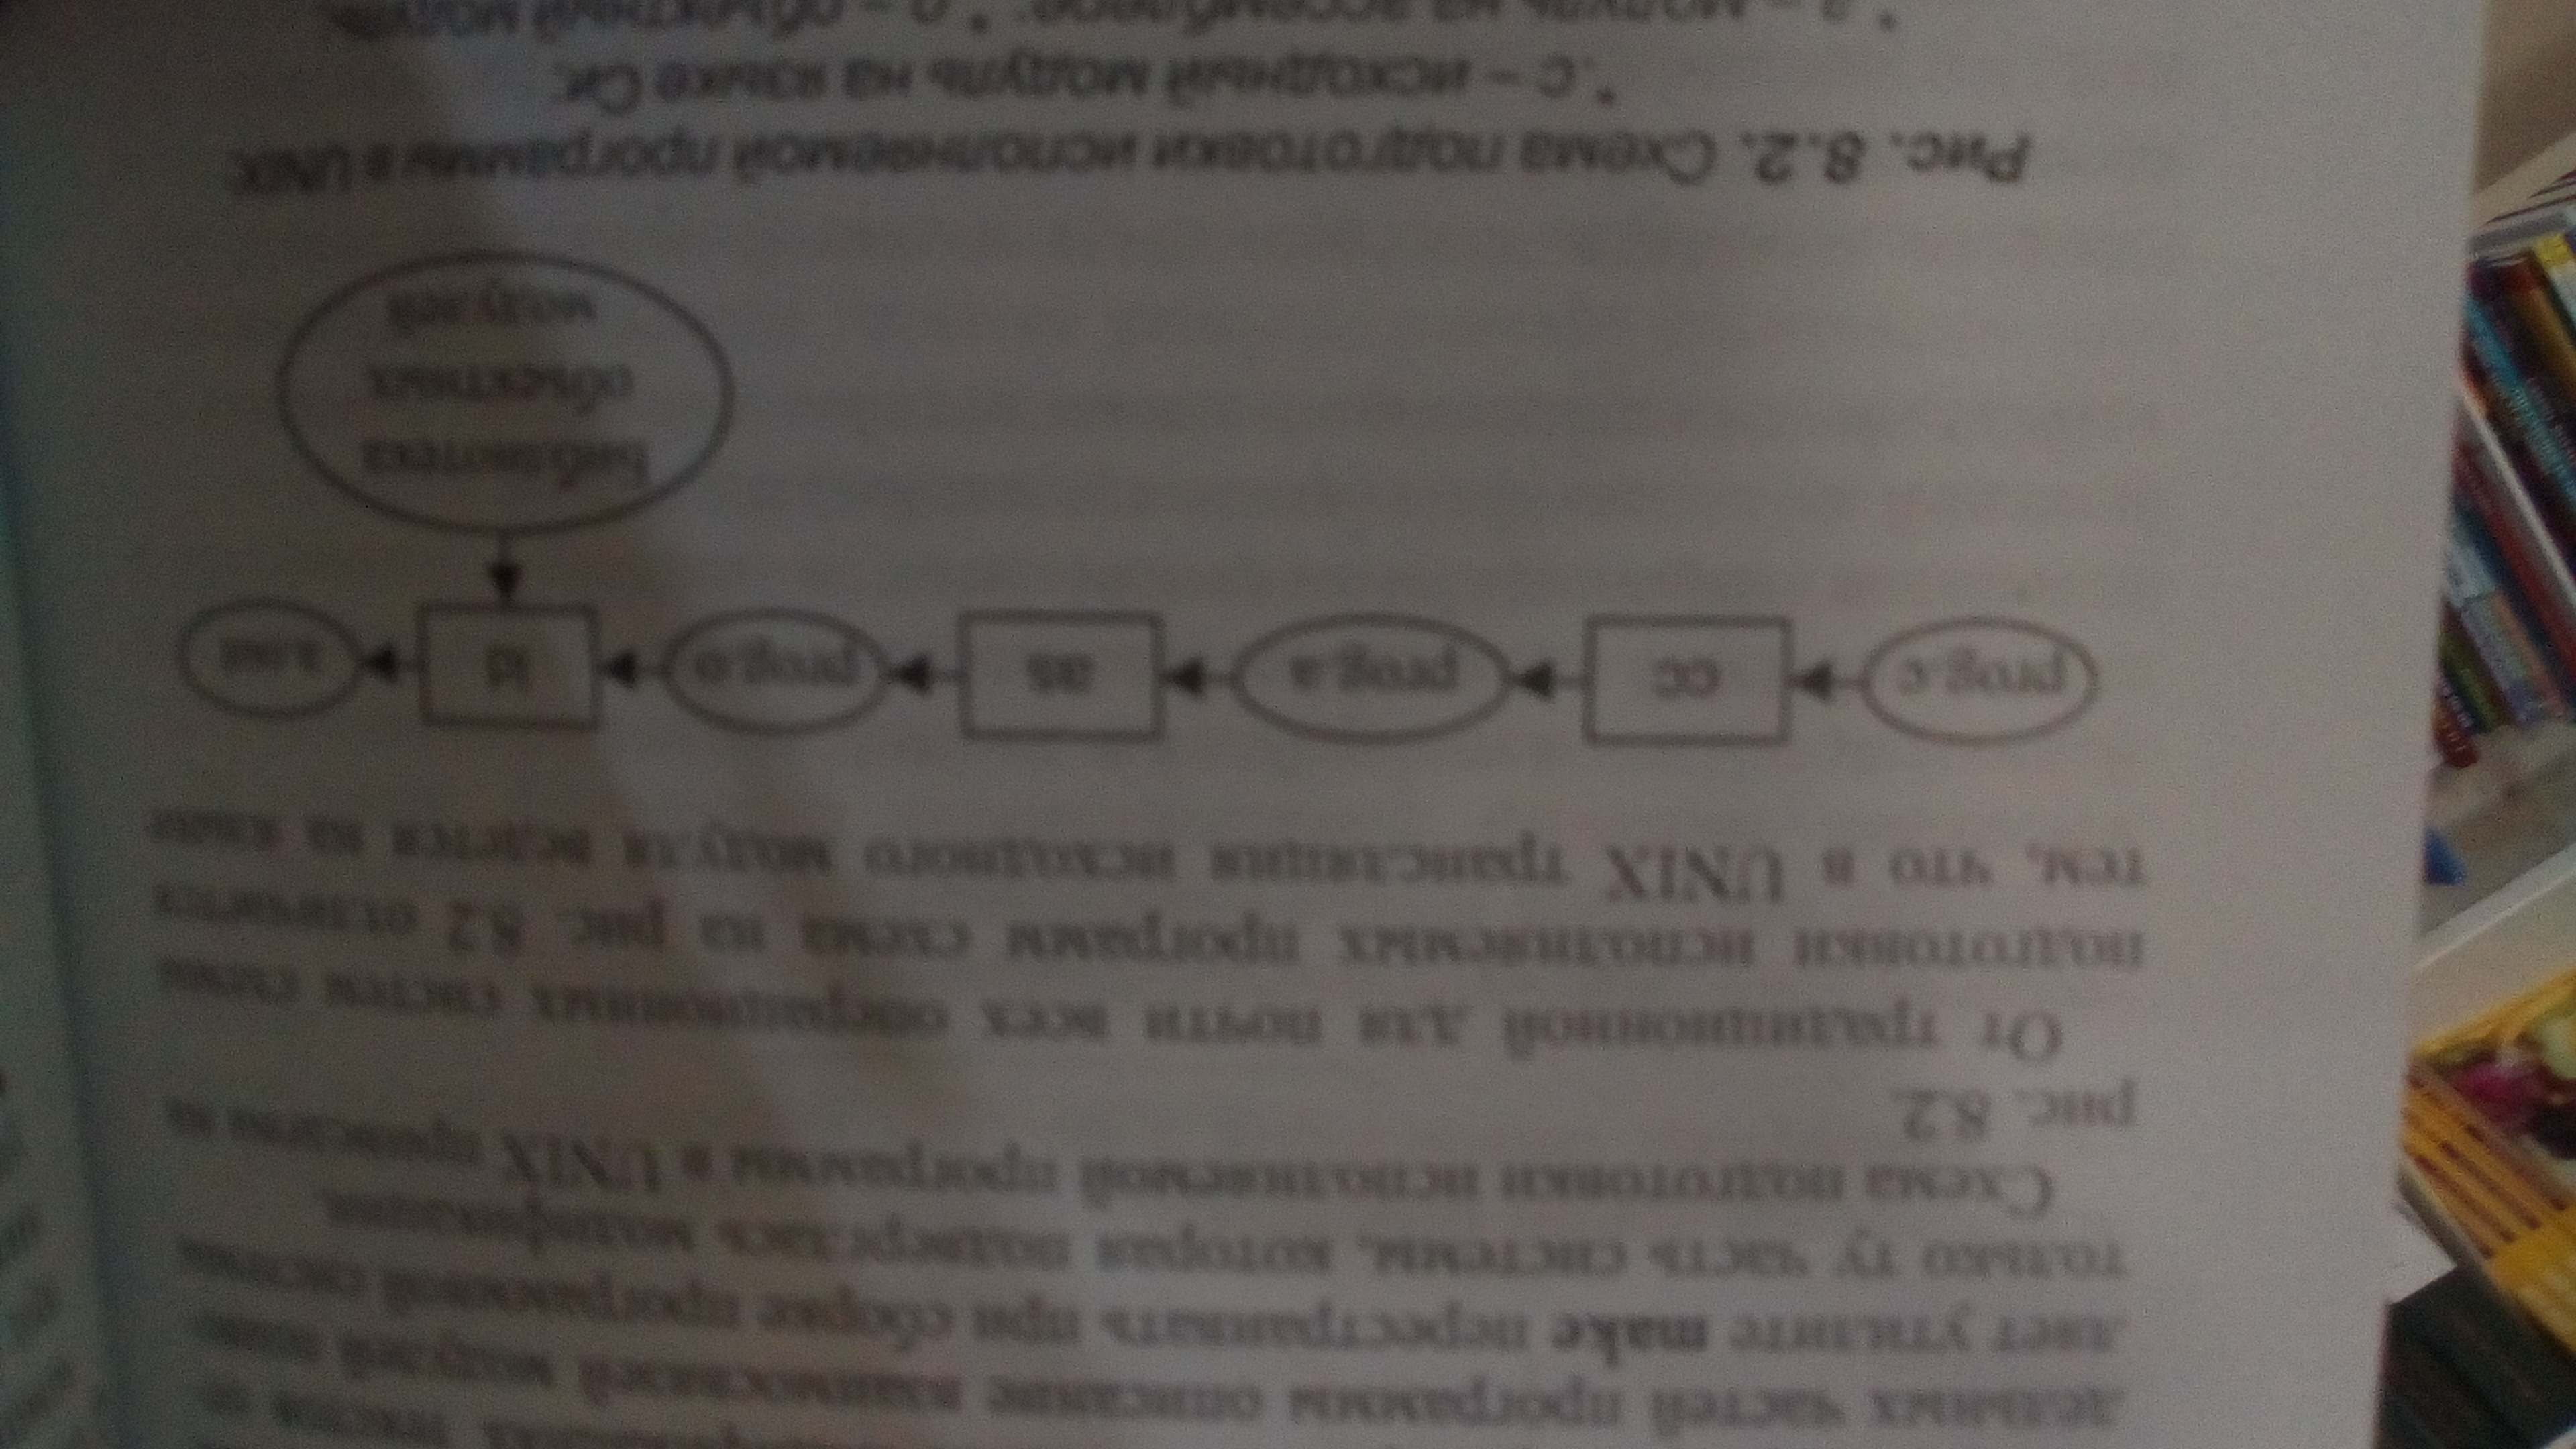 дельных частей программы описание взаимосвязей модулей позво-
ляет утилите make перестраивать при сборке программной системы
только ту часть системы, которая подверглась модификации.
Схема подготовки исполняемой программы в UNIX приведена на
рис. 8.2.
От традиционной для почти всех операционных систем схемы
подготовки исполняемых программ схема на рис. 8.2 отличается
тем, что в UNIX трансляция исходного модуля ведется на язык
prog.c cc prog.a as prog.o ld a.out
Библиотека
объектных
модулей
Рис. 8.2. Схема подготовки исполняемой программы в UNIX:
*.c – исходный модуль на языке Си;
*.a – модуль на ассемблере; *.o – объектный модуль